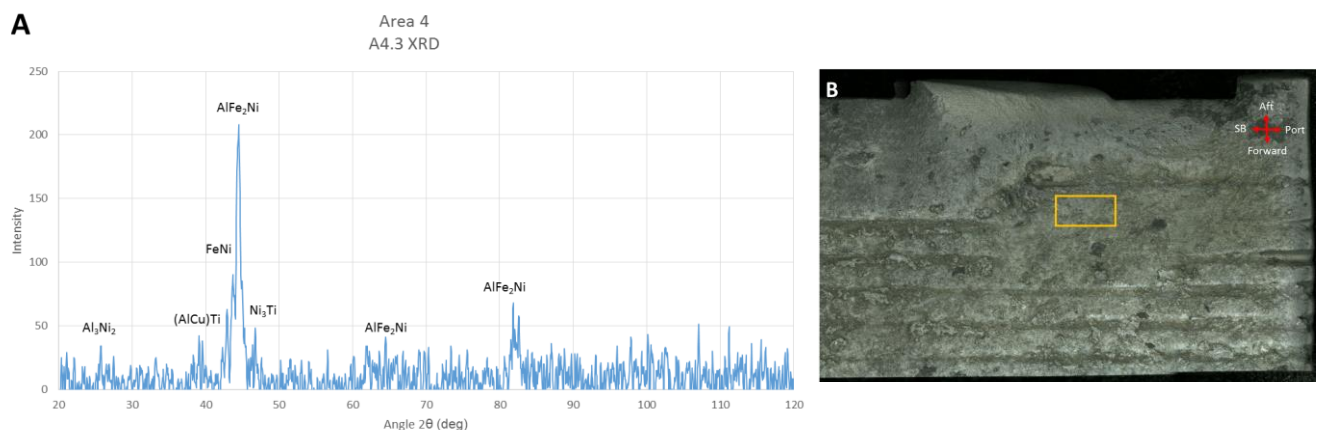 A
Area 4
A4.3 XRD
250
200
150
100
50
0
Intensity
AlFe₂Ni
FeNi
(AlCu)Ti
Ni₃Ti
Al₃Ni₂
AlFe₂Ni
AlFe₂Ni
20 30 40 50 60 70 80 90 100 110 120
Angle 2θ (deg)
B
Aft
SB Port
Forward